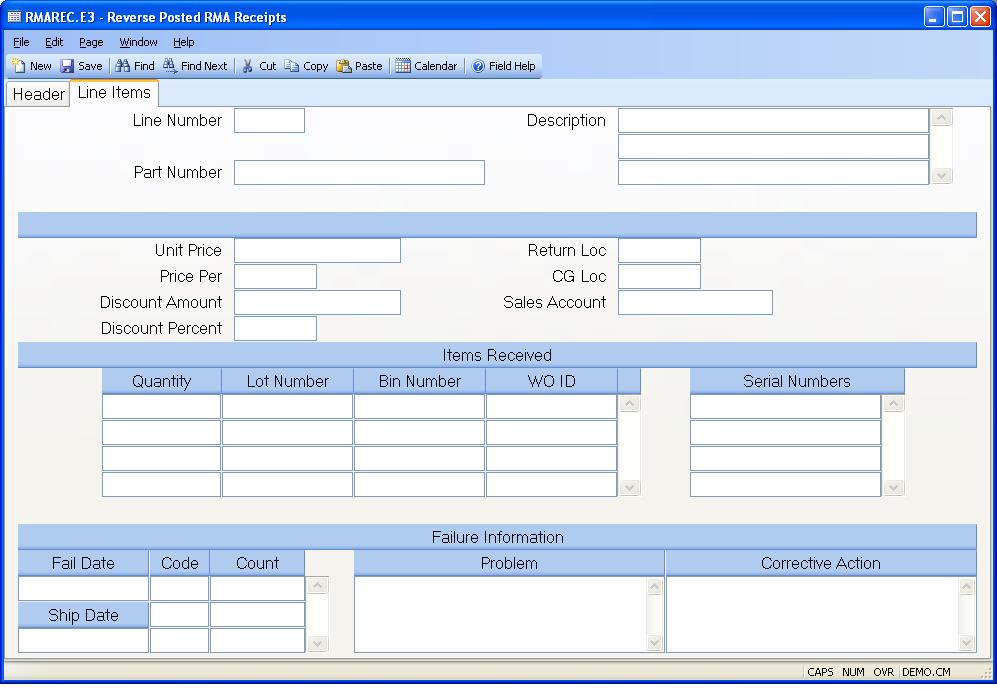 RMAREC.E3 - Reverse Posted RMA Receipts
File Edit Page Window Help
New Save Find Find Next Cut Copy Paste Calendar Field Help
Header Line Items
Line Number Description
Part Number
Unit Price Return Loc
Price Per CG Loc
Discount Amount Sales Account
Discount Percent
Items Received
Quantity Lot Number Bin Number WO ID Serial Numbers
Failure Information
Fail Date Code Count Problem Corrective Action
Ship Date
CAPS NUM OVR DEMO.CM